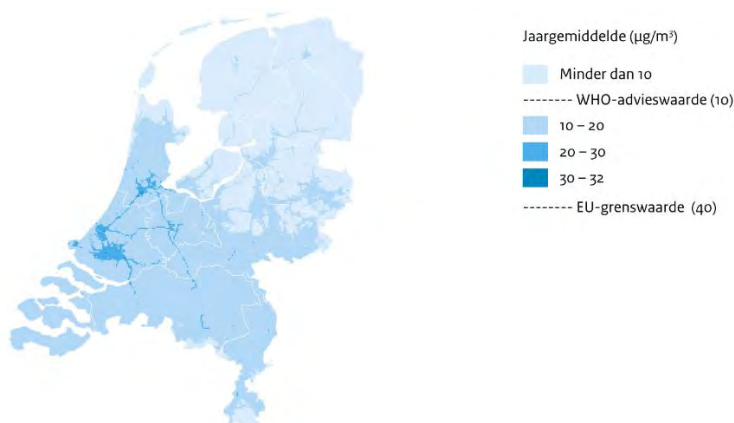 Jaargemiddelde (µg/m³)
Minder dan 10
-------- WHO-advieswaarde (10)
10 – 20
20 – 30
30 – 32
-------- EU-grenswaarde (40)